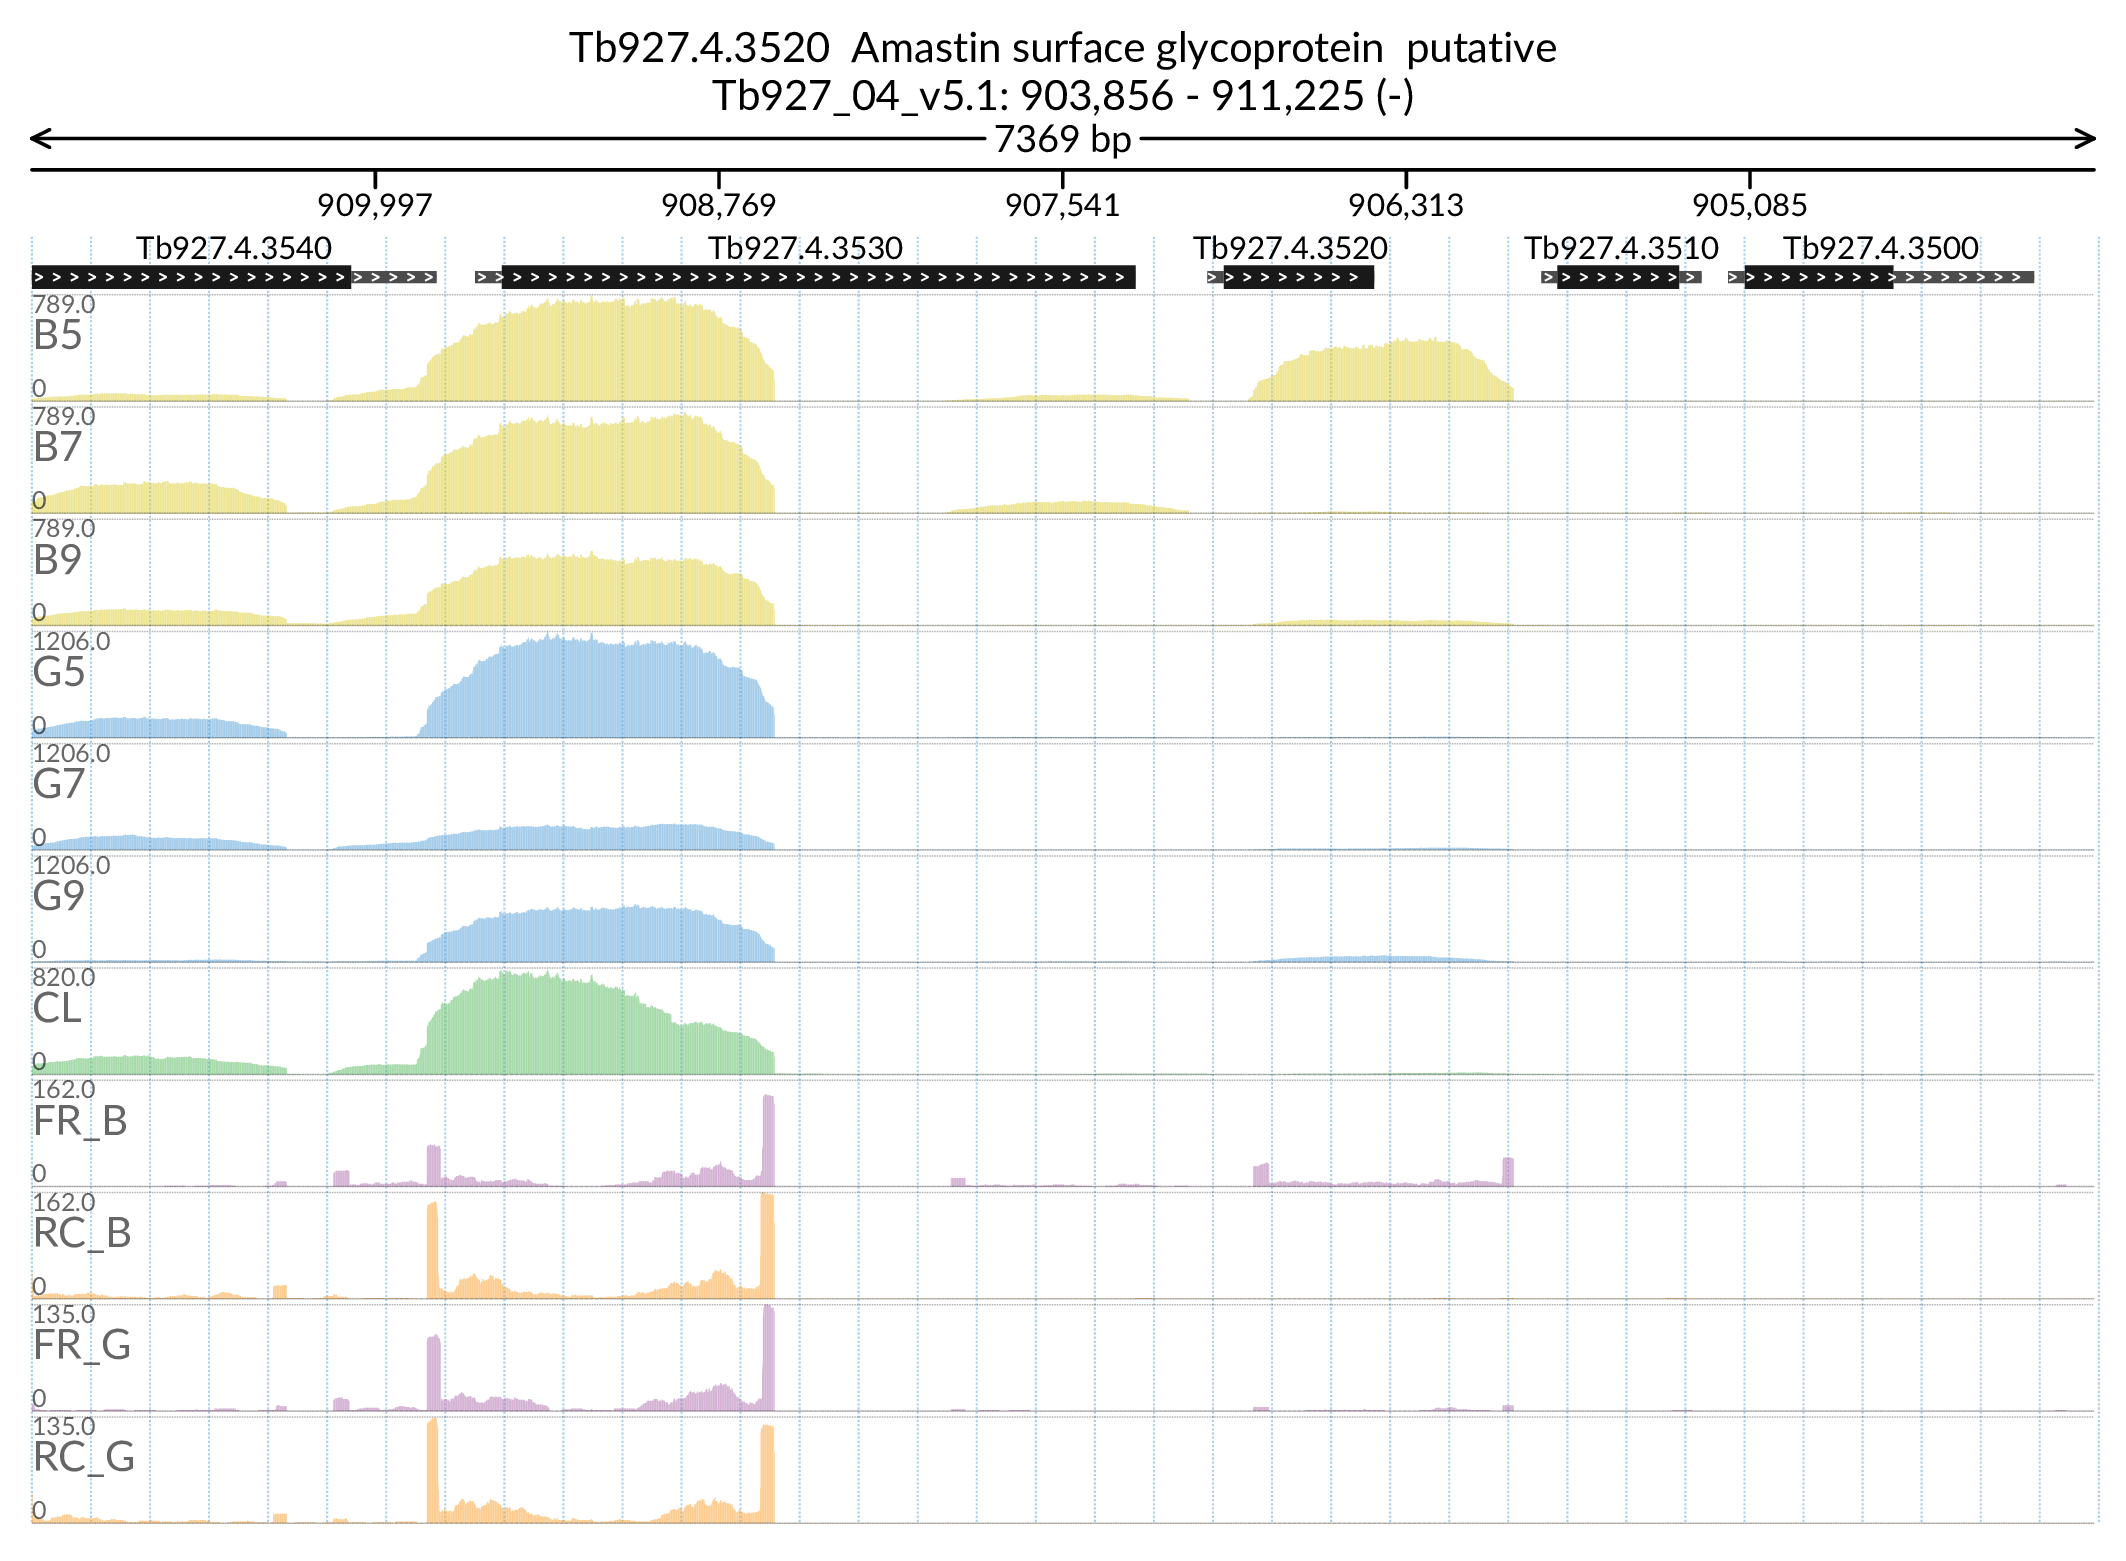 Tb927.4.3520 Amastin surface glycoprotein putative
Tb927_04_v5.1: 903,856 - 911,225 (-)
7369 bp
909,997 908,769 907,541 906,313 905,085
Tb927.4.3540 Tb927.4.3530 Tb927.4.3520 Tb927.4.3510 Tb927.4.3500
789.0
B5
0
789.0
B7
0
789.0
B9
0
1206.0
G5
0
1206.0
G7
0
1206.0
G9
0
820.0
CL
0
162.0
FR_B
0
162.0
RC_B
0
135.0
FR_G
0
135.0
RC_G
0